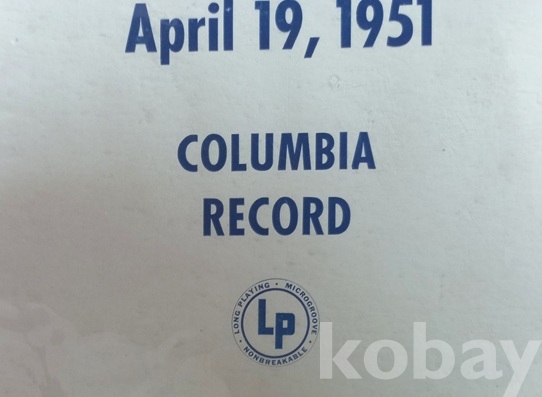 April 19, 1951
COLUMBIA
RECORD
LONG PLAYING • MICROGROOVE • NONBREAKABLE •
LP
kobay